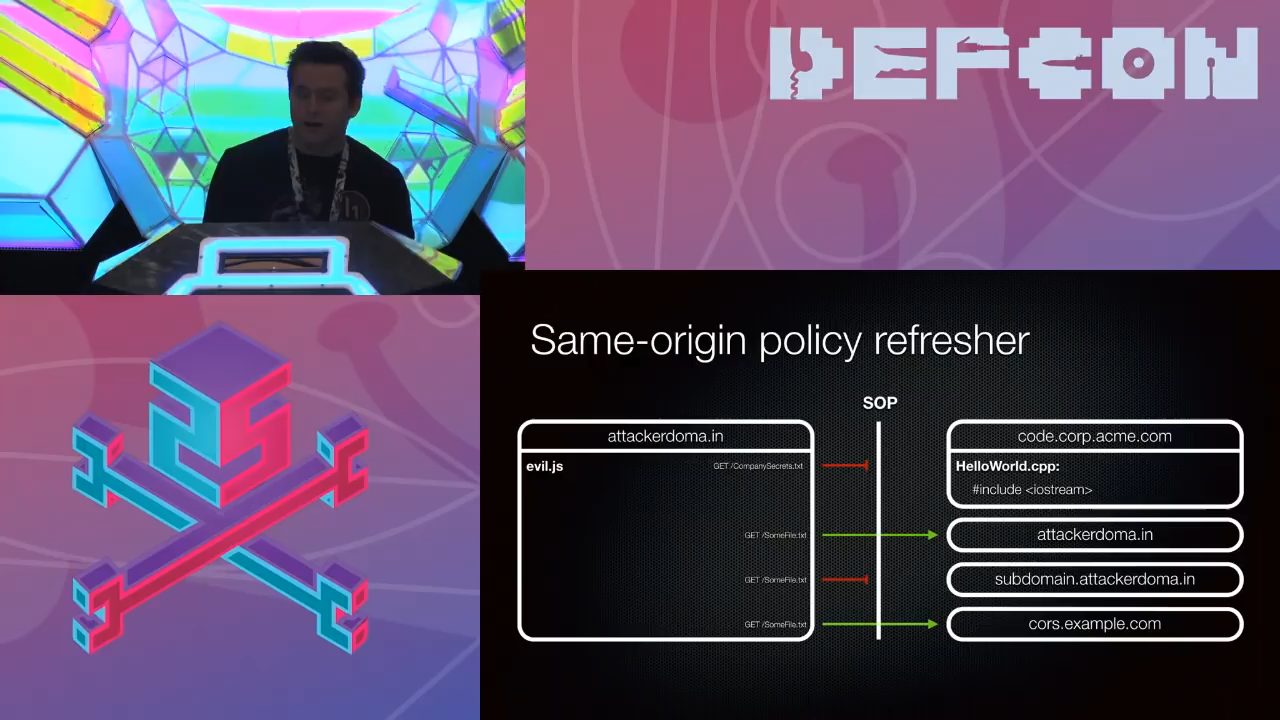 DEFCON
Same-origin policy refresher
SOP
attackerdoma.in
evil.js
GET /CompanySecrets.txt
GET /SomeFile.txt
GET /SomeFile.txt
GET /SomeFile.txt
code.corp.acme.com
HelloWorld.cpp:
#include <iostream>
attackerdoma.in
subdomain.attackerdoma.in
cors.example.com